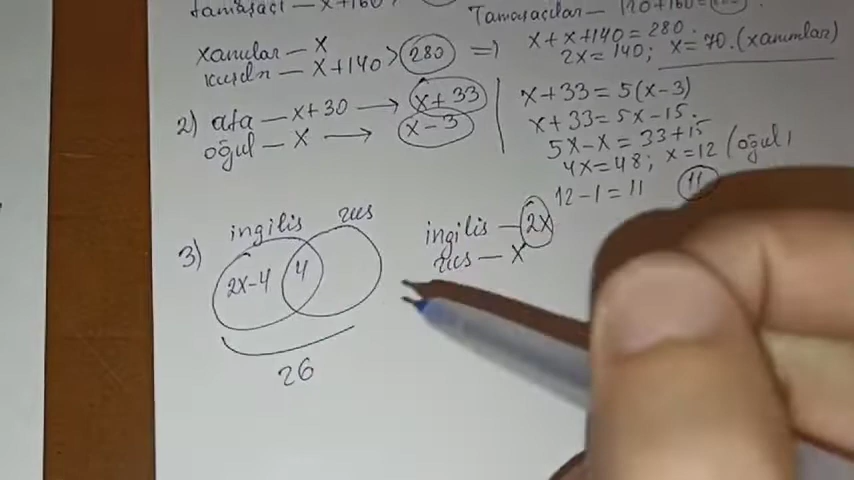 tamaşaçı — x+160
Tamaşaçılar — 120+160=
xanımlar — x
kişilər — x+140 > 280 =>
x+x+140=280
2x=140; x=70. (xanımlar)
2) ata — x+30 → x+33
oğul — x → x-3
x+33=5(x-3)
x+33=5x-15.
5x-x=33+15
4x=48; x=12 (oğul)
12-1=11 11
3) ingilis rus
2x-4 4
26
ingilis — 2x
rus — x